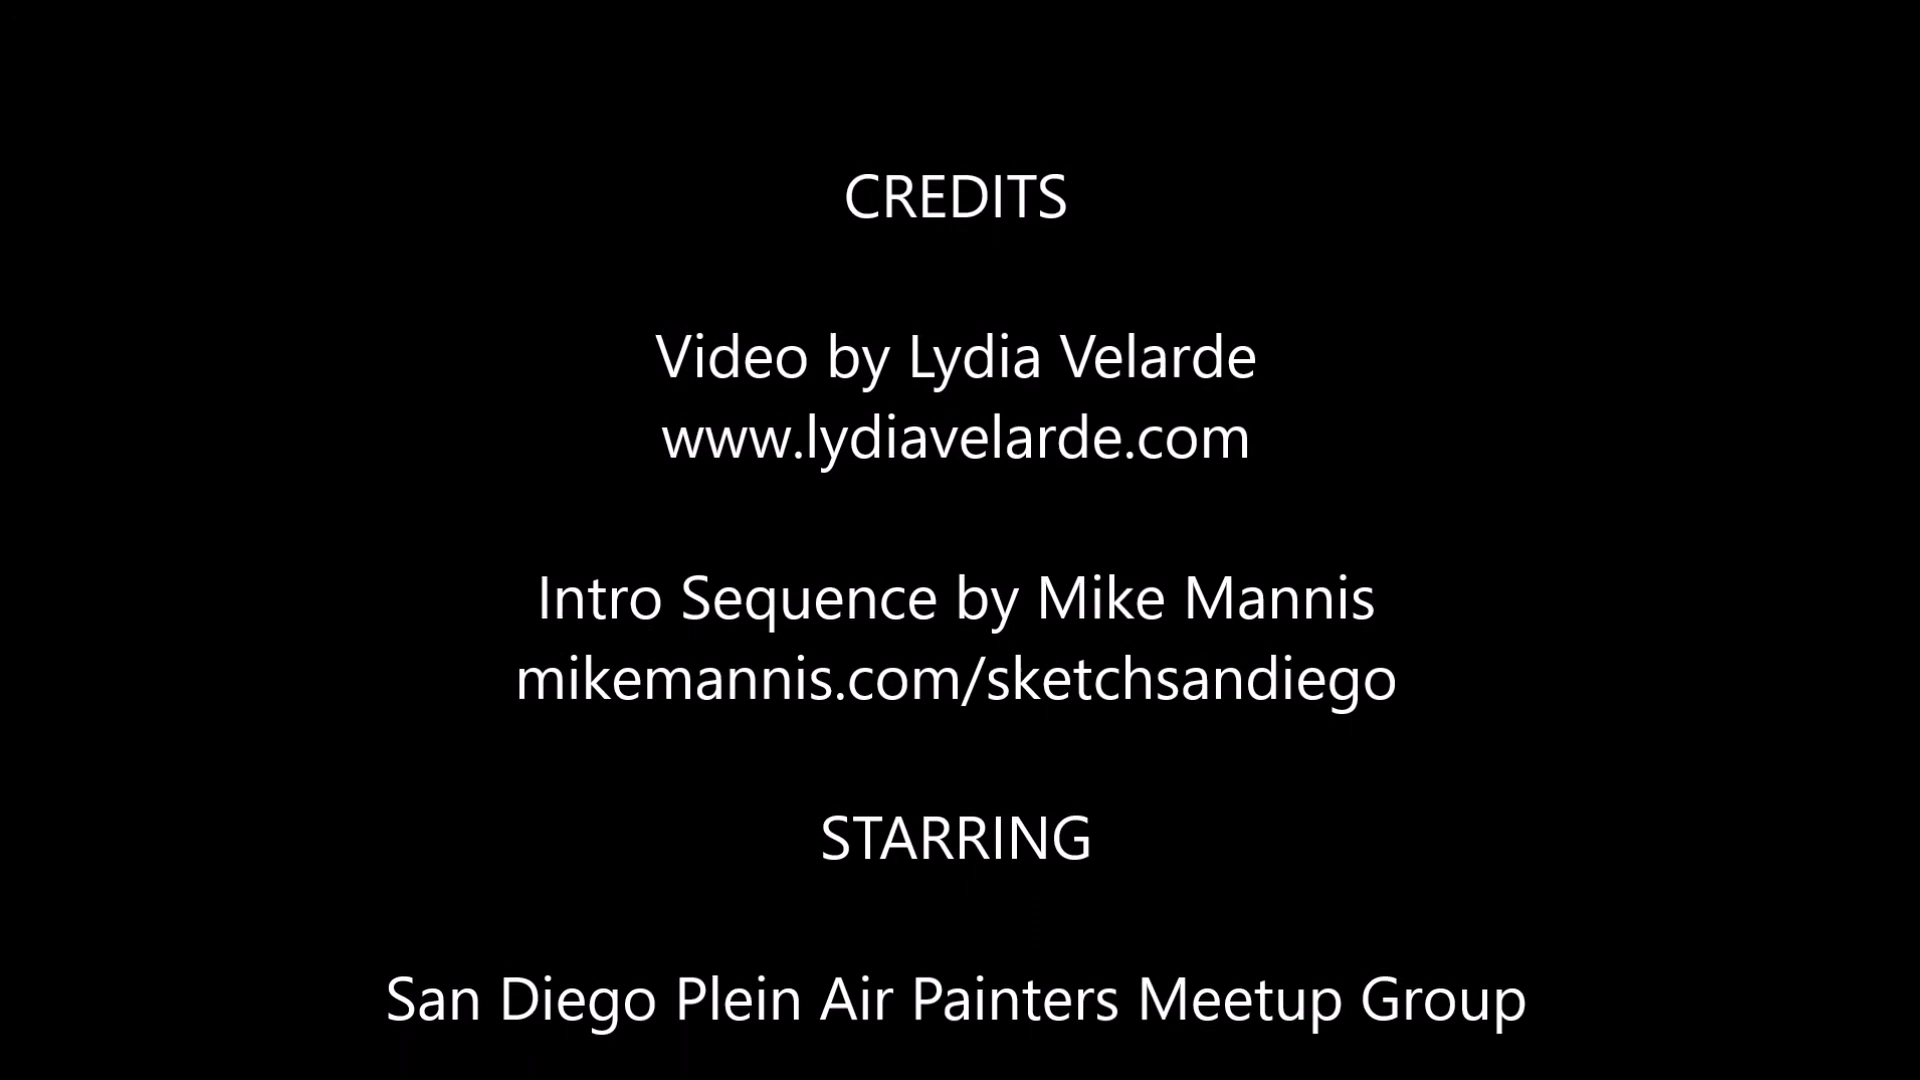 CREDITS
Video by Lydia Velarde
www.lydiavelarde.com
Intro Sequence by Mike Mannis
mikemannis.com/sketchsandiego
STARRING
San Diego Plein Air Painters Meetup Group